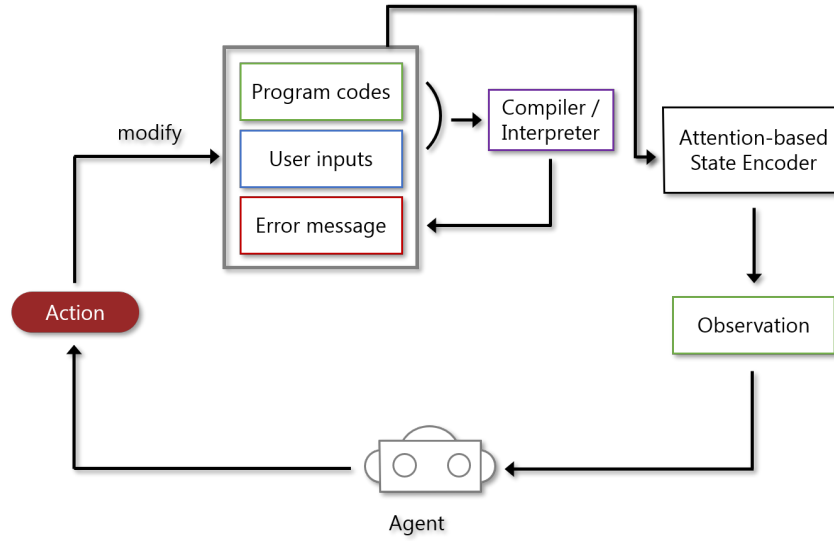 Program codes
User inputs
Error message
modify
Compiler /
Interpreter
Attention-based
State Encoder
Action
Observation
Agent